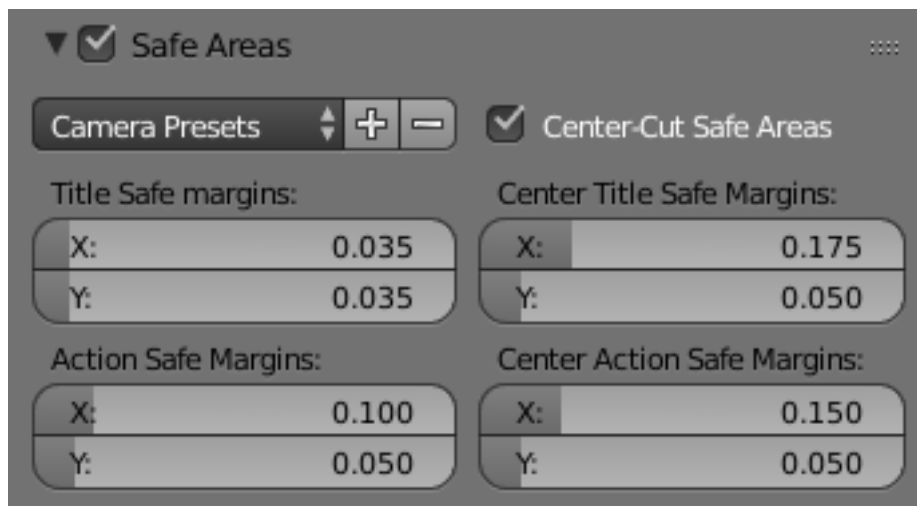 Safe Areas
Camera Presets
Center-Cut Safe Areas
Title Safe margins:
X: 0.035
Y: 0.035
Center Title Safe Margins:
X: 0.175
Y: 0.050
Action Safe Margins:
X: 0.100
Y: 0.050
Center Action Safe Margins:
X: 0.150
Y: 0.050